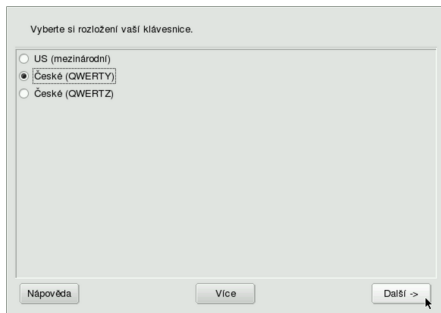 Vyberte si rozložení vaší klávesnice.
US (mezinárodní)
České (QWERTY)
České (QWERTZ)
Nápověda Více Další ->